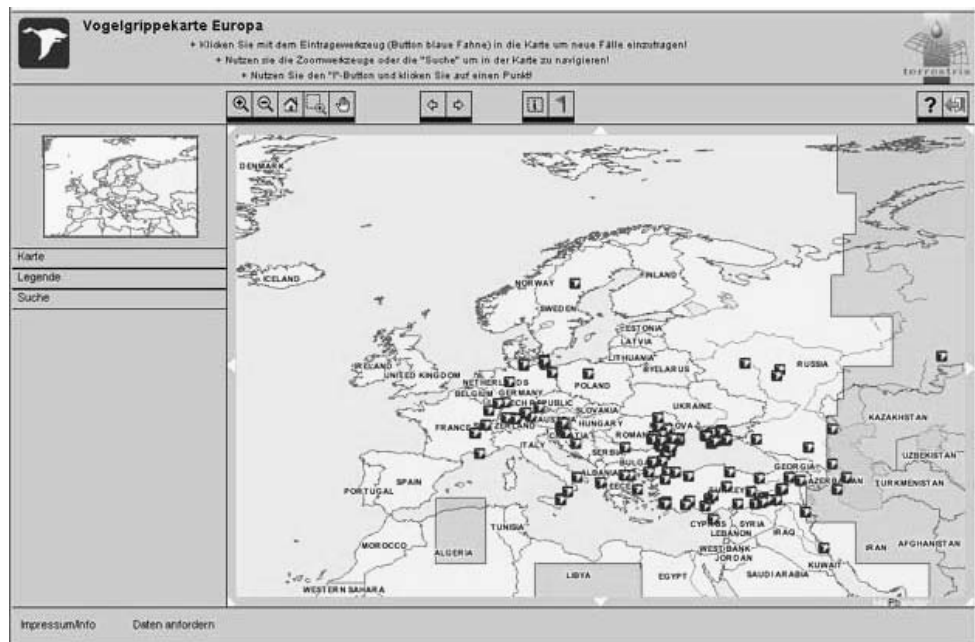 Vogelgrippekarte Europa
+ Klicken Sie mit dem Eintragewerkzeug (Button blaue Fahne) in die Karte um neue Fälle einzutragen!
+ Nutzen sie die Zoomwerkzeuge oder die "Suche" um in der Karte zu navigieren!
+ Nutzen Sie den "I"-Button und klicken Sie auf einen Punkt!
terrestris
i
?
Karte
Legende
Suche
DENMARK
ICELAND
NORWAY
FINLAND
SWEDEN
ESTONIA
LATVIA
LITHUANIA
BYELARUS
RUSSIA
IRELAND
UNITED KINGDOM
NETHERLANDS
POLAND
BELGIUM
GERMANY
CZECH REPUBLIC
SLOVAKIA
UKRAINE
KAZAKHSTAN
FRANCE
HUNGARY
CROATIA
ITALY
UZBEKISTAN
GEORGIA
ALBANIA
TURKMENISTAN
SPAIN
PORTUGAL
TURKEY
TUNISIA
CYPRUS
SYRIA
LEBANON
IRAQ
MOROCCO
ALGERIA
WEST BANK
JORDAN
IRAN
AFGHANISTAN
LIBYA
EGYPT
SAUDI ARABIA
KUWAIT
WESTERN SAHARA
Impressum/Info
Daten anfordern